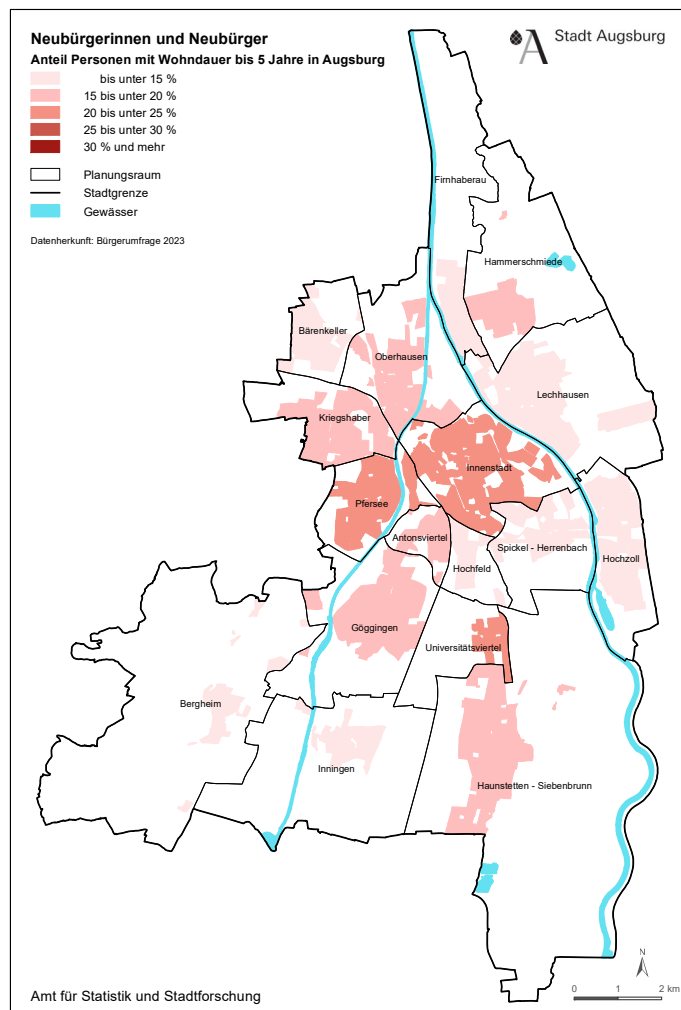 Neubürgerinnen und Neubürger
Anteil Personen mit Wohndauer bis 5 Jahre in Augsburg
bis unter 15 %
15 bis unter 20 %
20 bis unter 25 %
25 bis unter 30 %
30 % und mehr
Planungsraum
Stadtgrenze
Gewässer
Datenherkunft: Bürgerumfrage 2023
A Stadt Augsburg
Firnhaberau
Hammerschmiede
Bärenkeller
Oberhausen
Lechhausen
Kriegshaber
Innenstadt
Pfersee
Antonsviertel
Spickel - Herrenbach
Hochzoll
Hochfeld
Göggingen
Universitätsviertel
Bergheim
Inningen
Haunstetten - Siebenbrunn
N
0 1 2 km
Amt für Statistik und Stadtforschung